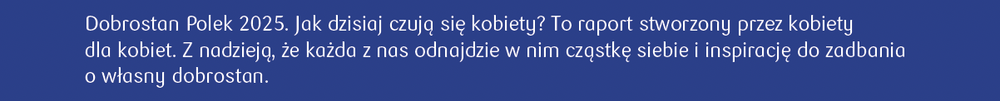 Dobrostan Polek 2025. Jak dzisiaj czują się kobiety? To raport stworzony przez kobiety
dla kobiet. Z nadzieją, że każda z nas odnajdzie w nim cząstkę siebie i inspirację do zadbania
o własny dobrostan.